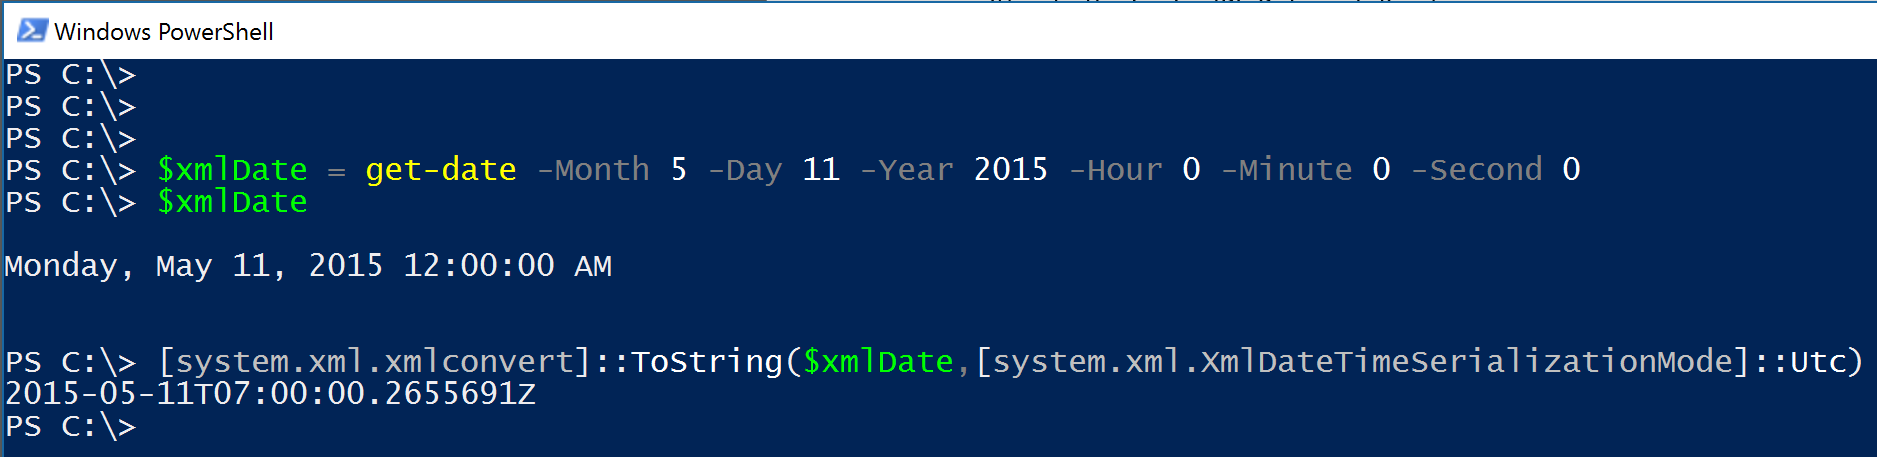 Windows PowerShell
PS C:\>
PS C:\>
PS C:\>
PS C:\> $xmlDate = get-date -Month 5 -Day 11 -Year 2015 -Hour 0 -Minute 0 -Second 0
PS C:\> $xmlDate
Monday, May 11, 2015 12:00:00 AM
PS C:\> [system.xml.xmlconvert]::ToString($xmlDate,[system.xml.XmlDateTimeSerializationMode]::Utc)
2015-05-11T07:00:00.2655691Z
PS C:\>